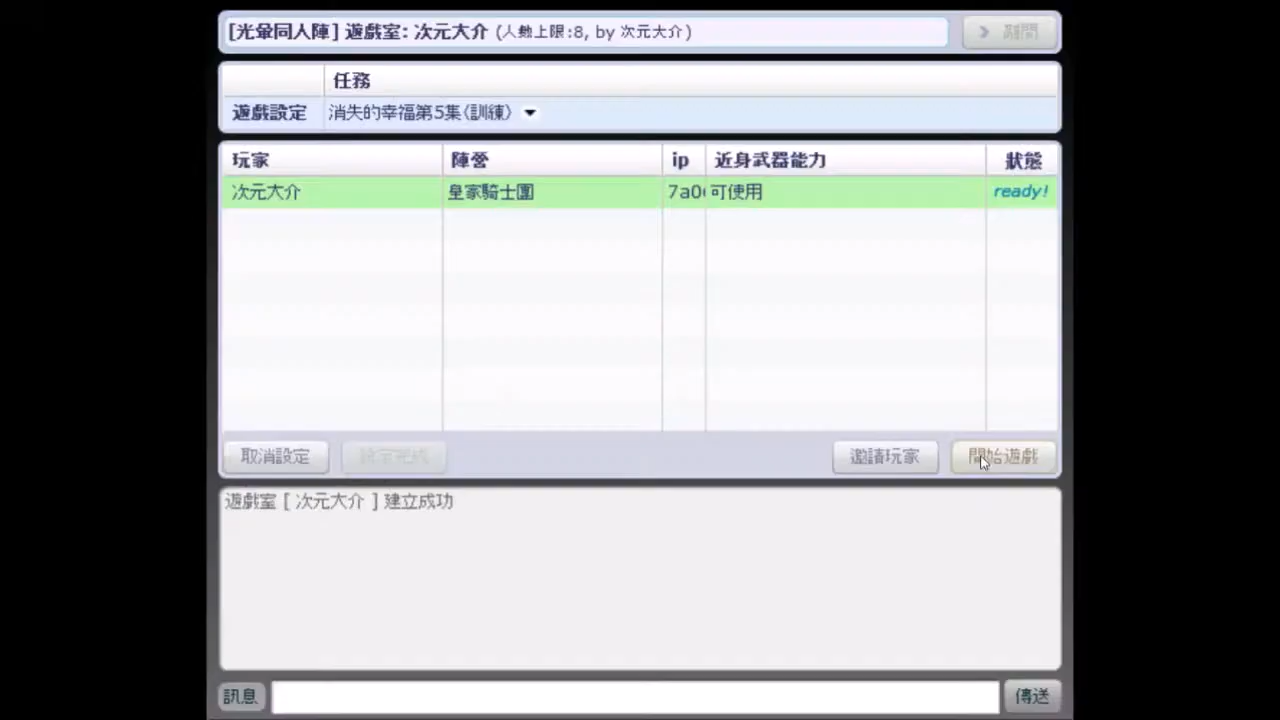 [光暈同人陣] 遊戲室: 次元大介 (人數上限:8, by 次元大介)
離開
任務
遊戲設定 消失的幸福第5集(訓練)
玩家 陣營 ip 近身武器能力 狀態
次元大介 皇家騎士團 7a0 可使用 ready!
取消設定 設定完成 邀請玩家 開始遊戲
遊戲室 [ 次元大介 ] 建立成功
訊息 傳送